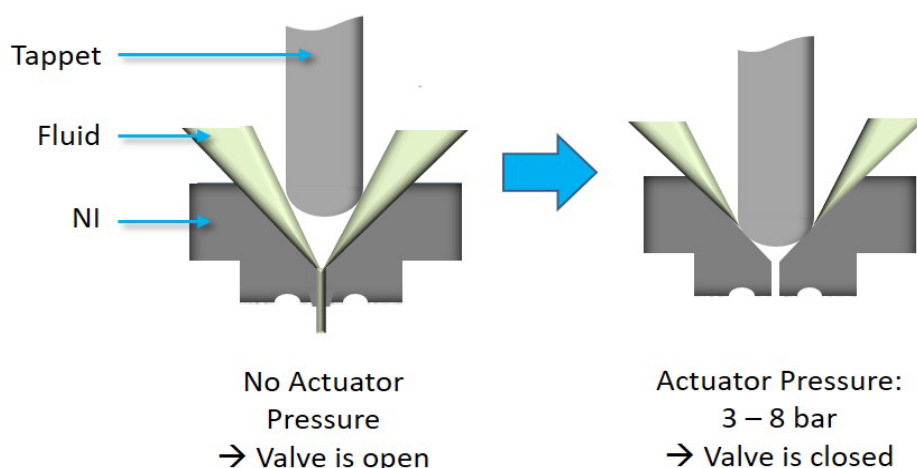 Tappet
Fluid
NI
No Actuator
Pressure
→ Valve is open
Actuator Pressure:
3 – 8 bar
→ Valve is closed